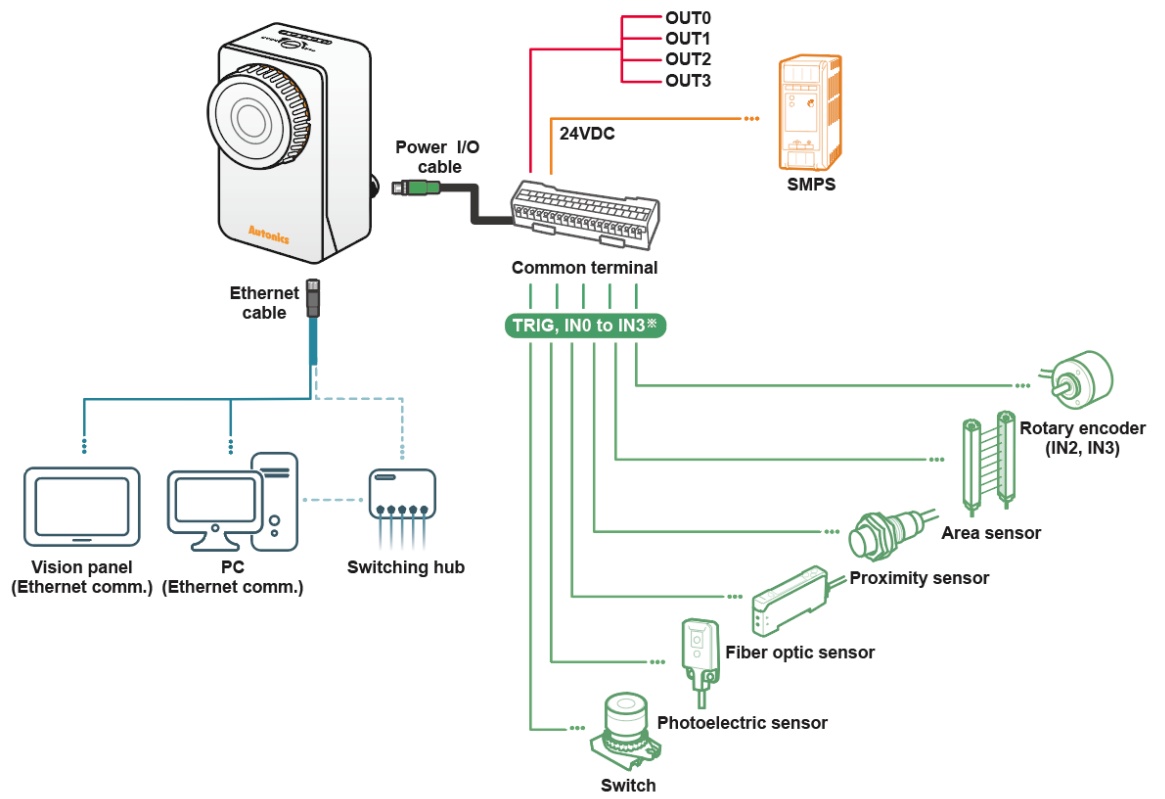 OUT0
OUT1
OUT2
OUT3
24VDC
SMPS
Power I/O
cable
Autonics
Common terminal
Ethernet
cable
TRIG, IN0 to IN3※
Rotary encoder
(IN2, IN3)
Area sensor
Vision panel
(Ethernet comm.)
PC
(Ethernet comm.)
Switching hub
Proximity sensor
Fiber optic sensor
Photoelectric sensor
Switch